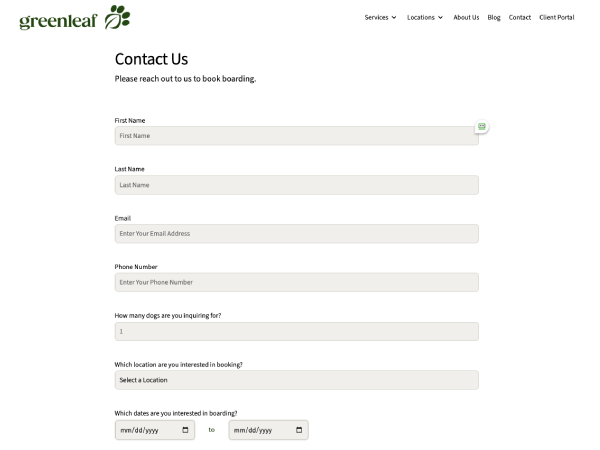 greenleaf
Services Locations About Us Blog Contact Client Portal
Contact Us
Please reach out to us to book boarding.
First Name
First Name
Last Name
Last Name
Email
Enter Your Email Address
Phone Number
Enter Your Phone Number
How many dogs are you inquiring for?
1
Which location are you interested in booking?
Select a Location
Which dates are you interested in boarding?
mm/dd/yyyy to mm/dd/yyyy